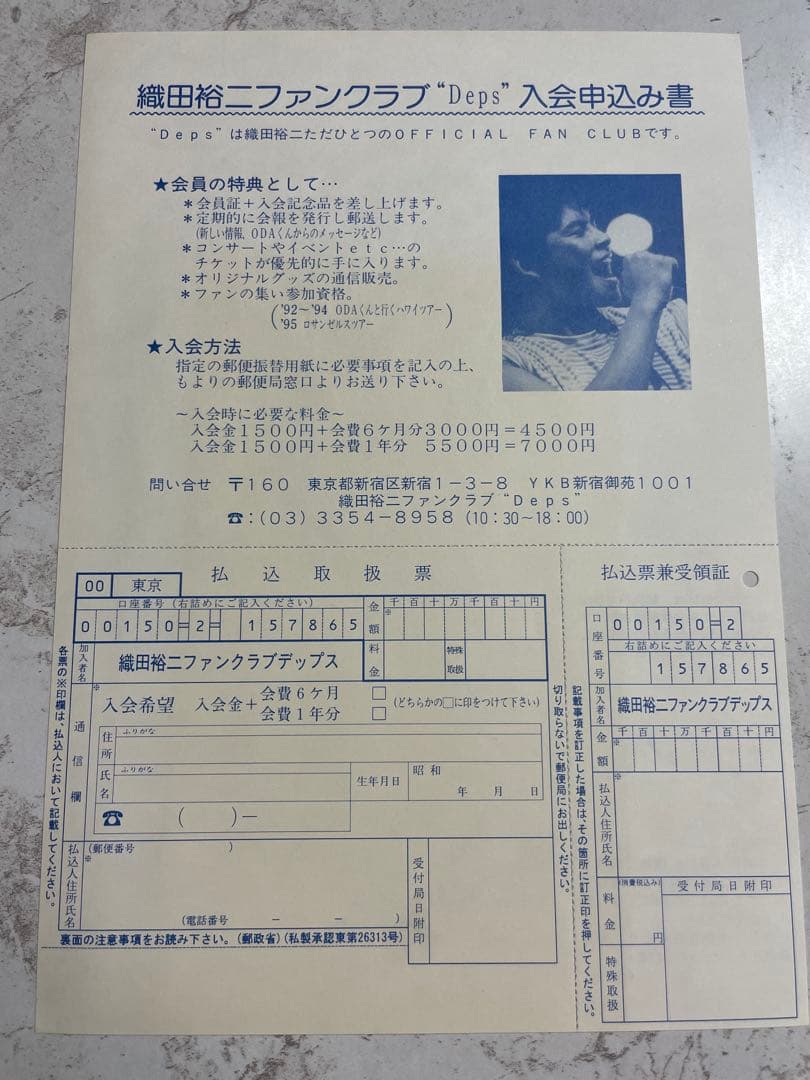 織田裕二ファンクラブ“Deps”入会申込み書
“Deps”は織田裕二ただひとつのOFFICIAL FAN CLUBです。
★会員の特典として…
＊会員証＋入会記念品を差し上げます。
＊定期的に会報を発行し郵送します。
(新しい情報、ODAくんからのメッセージなど)
＊コンサートやイベントetc…の
チケットが優先的に手に入ります。
＊オリジナルグッズの通信販売。
＊ファンの集い参加資格。
('92〜'94 ODAくんと行くハワイツアー
'95 ロサンゼルスツアー)
★入会方法
指定の郵便振替用紙に必要事項を記入の上、
もよりの郵便局窓口よりお送り下さい。
〜入会時に必要な料金〜
入会金1500円＋会費6ケ月分3000円＝4500円
入会金1500円＋会費1年分 5500円＝7000円
問い合せ 〒160 東京都新宿区新宿1－3－8 YKB新宿御苑1001
織田裕二ファンクラブ“Deps”
☎：(03)3354－8958(10:30〜18:00)
00 東京
払込取扱票
口座番号(右詰めにご記入ください)
00150=2= 157865
金額
千百十万千百十円
※
加入者名
織田裕二ファンクラブデップス
料金
特殊取扱
通信欄
※
入会希望 入会金＋
会費6ケ月 □
会費1年分 □
(どちらかの□に印をつけて下さい)
住所
ふりがな
氏名
ふりがな
生年月日
昭和
年 月 日
☎ ( )－
払込人住所氏名
(郵便番号 )
※
(電話番号 － － )
受付局日附印
裏面の注意事項をお読み下さい。(郵政省)(私製承認東第26313号)
各票の※印欄は、払込人において記載してください。
切り取らないで郵便局にお出しください。
記載事項を訂正した場合は、その箇所に訂正印を押してください。
払込票兼受領証
口座番号
00150=2
右詰めにご記入ください
157865
加入者名
織田裕二ファンクラブデップス
金額
千百十万千百十円
※
払込人住所氏名
※
料金
(消費税込み)
円
特殊取扱
受付局日附印